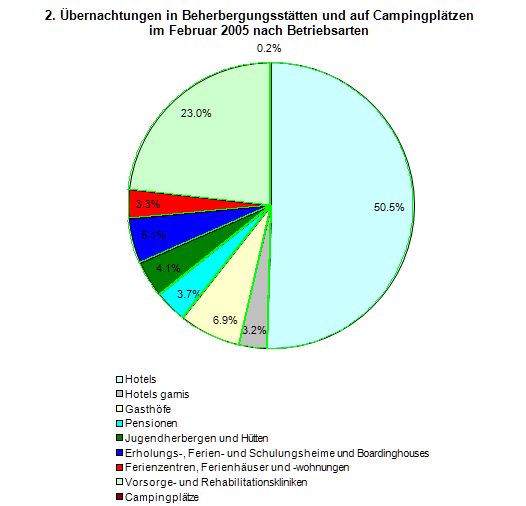 2. Übernachtungen in Beherbergungsstätten und auf Campingplätzen
im Februar 2005 nach Betriebsarten
0.2%
23.0%
50.5%
3.3%
5.1%
4.1%
3.7%
6.9%
3.2%
Hotels
Hotels garnis
Gasthöfe
Pensionen
Jugendherbergen und Hütten
Erholungs-, Ferien- und Schulungsheime und Boardinghouses
Ferienzentren, Ferienhäuser und -wohnungen
Vorsorge- und Rehabilitationskliniken
Campingplätze